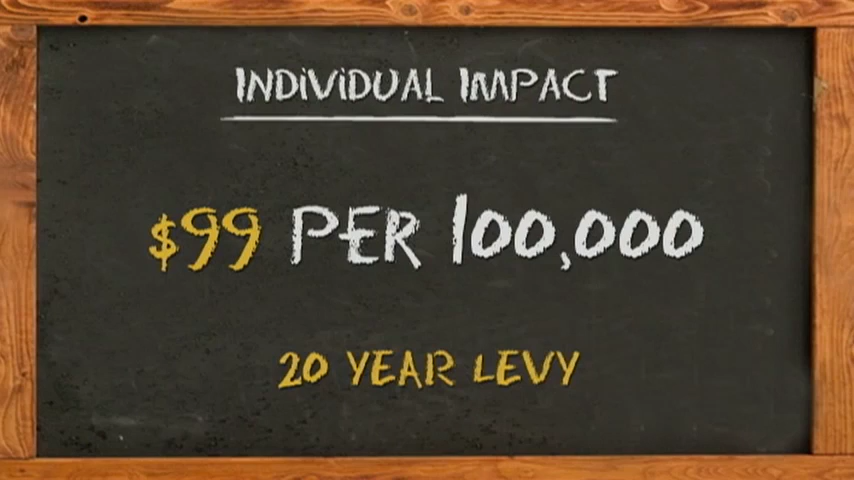 INDIVIDUAL IMPACT
$99 PER 100,000
20 YEAR LEVY